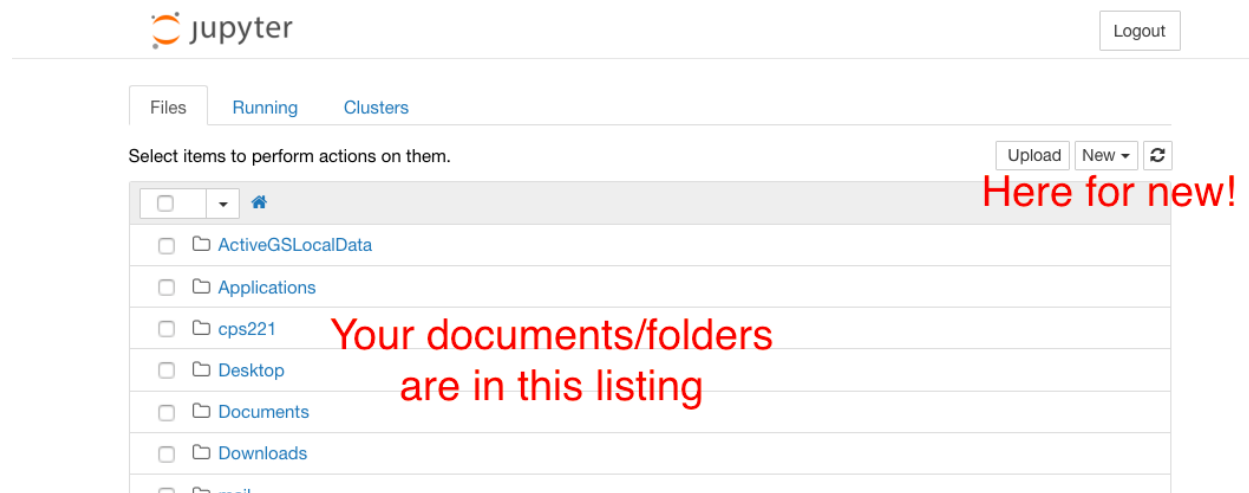 jupyter
Logout
Files Running Clusters
Select items to perform actions on them.
Upload New
Here for new!
ActiveGSLocalData
Applications
cps221
Your documents/folders
Desktop
are in this listing
Documents
Downloads